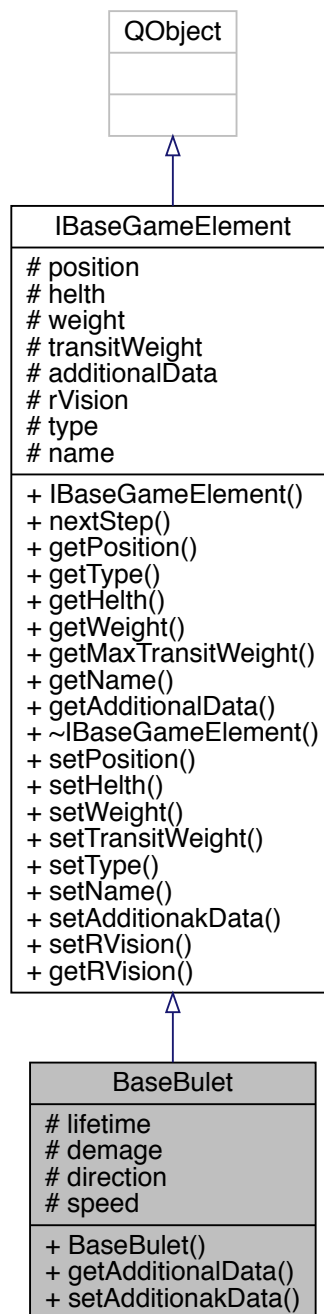 QObject
IBaseGameElement
# position
# helth
# weight
# transitWeight
# additionalData
# rVision
# type
# name
+ IBaseGameElement()
+ nextStep()
+ getPosition()
+ getType()
+ getHelth()
+ getWeight()
+ getMaxTransitWeight()
+ getName()
+ getAdditionalData()
+ ~IBaseGameElement()
+ setPosition()
+ setHelth()
+ setWeight()
+ setTransitWeight()
+ setType()
+ setName()
+ setAdditionakData()
+ setRVision()
+ getRVision()
BaseBulet
# lifetime
# demage
# direction
# speed
+ BaseBulet()
+ getAdditionalData()
+ setAdditionakData()